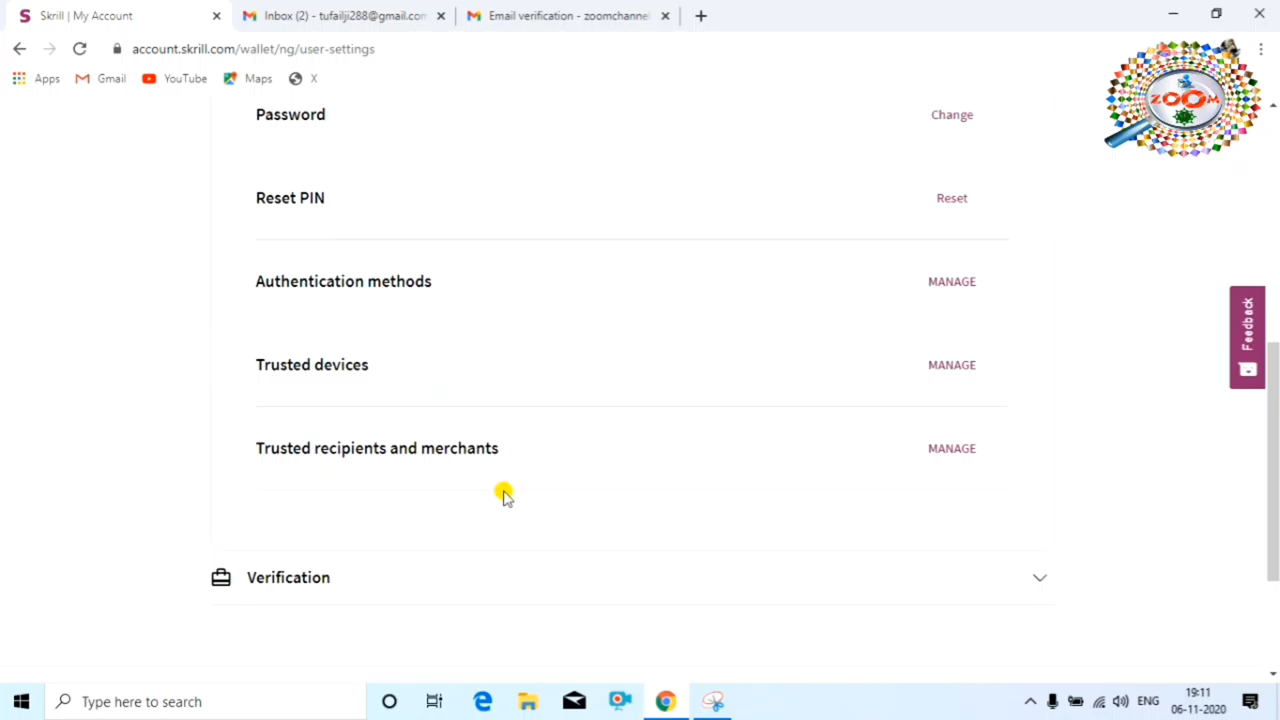 Skrill | My Account
Inbox (2) - tufailji288@gmail.com
Email verification - zoomchannel
account.skrill.com/wallet/ng/user-settings
Apps
Gmail
YouTube
Maps
X
ZOOM
Password
Change
Reset PIN
Reset
Authentication methods
MANAGE
Trusted devices
MANAGE
Trusted recipients and merchants
MANAGE
Feedback
Verification
Type here to search
ENG
19:11
06-11-2020